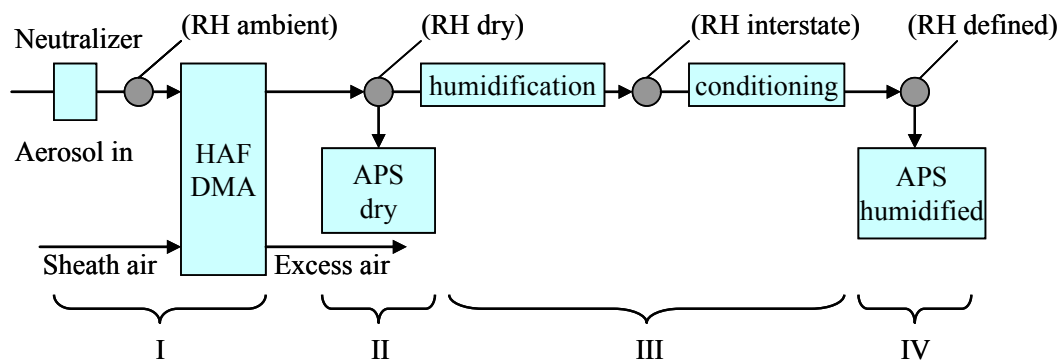 Neutralizer
(RH ambient)
(RH dry)
(RH interstate)
(RH defined)
humidification
conditioning
Aerosol in
HAF
DMA
APS
dry
APS
humidified
Sheath air
Excess air
I
II
III
IV